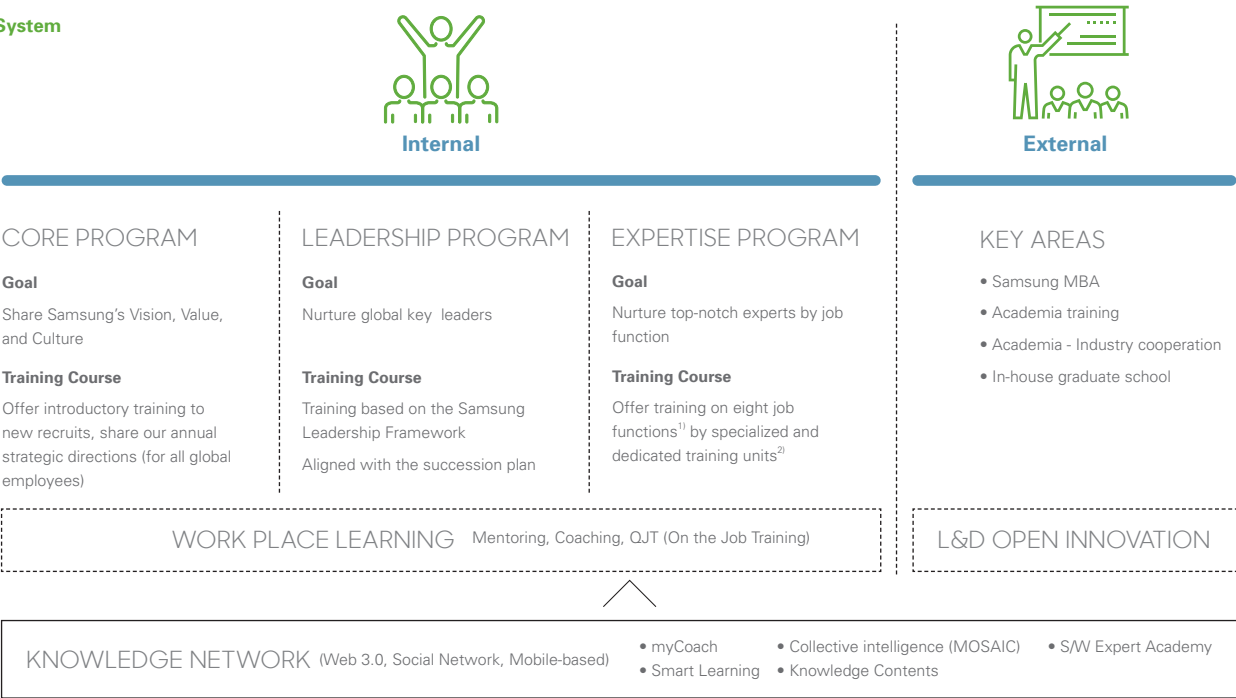 System
Internal
External
CORE PROGRAM
Goal
Share Samsung's Vision, Value,
and Culture
Training Course
Offer introductory training to
new recruits, share our annual
strategic directions (for all global
employees)
LEADERSHIP PROGRAM
Goal
Nurture global key leaders
Training Course
Training based on the Samsung
Leadership Framework
Aligned with the succession plan
EXPERTISE PROGRAM
Goal
Nurture top-notch experts by job
function
Training Course
Offer training on eight job
functions1) by specialized and
dedicated training units2)
KEY AREAS
• Samsung MBA
• Academia training
• Academia - Industry cooperation
• In-house graduate school
WORK PLACE LEARNING Mentoring, Coaching, QJT (On the Job Training)
L&D OPEN INNOVATION
KNOWLEDGE NETWORK (Web 3.0, Social Network, Mobile-based)
• myCoach • Collective intelligence (MOSAIC) • S/W Expert Academy
• Smart Learning • Knowledge Contents